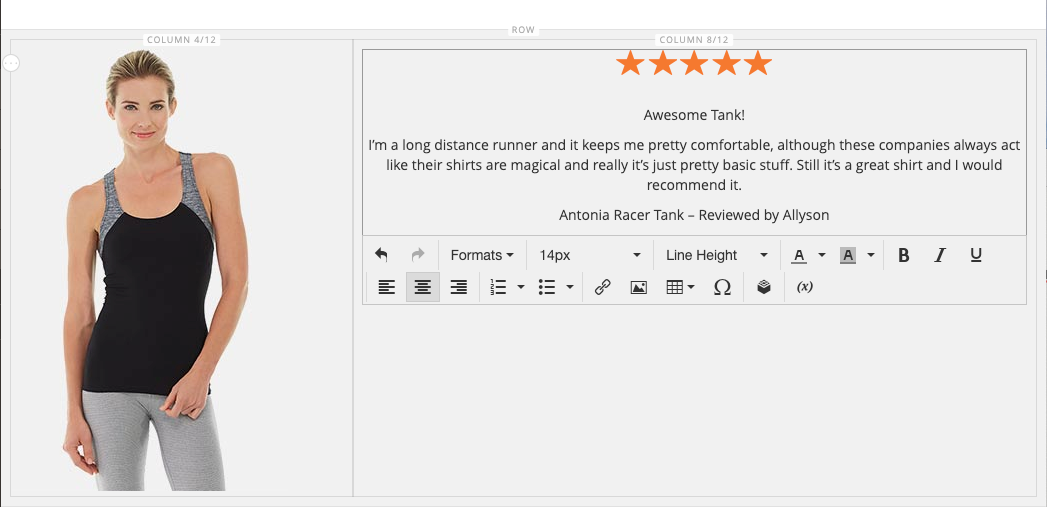 ROW
COLUMN 4/12
COLUMN 8/12
Awesome Tank!
I’m a long distance runner and it keeps me pretty comfortable, although these companies always act
like their shirts are magical and really it’s just pretty basic stuff. Still it’s a great shirt and I would
recommend it.
Antonia Racer Tank – Reviewed by Allyson
Formats 14px Line Height A A B I U
Ω (x)